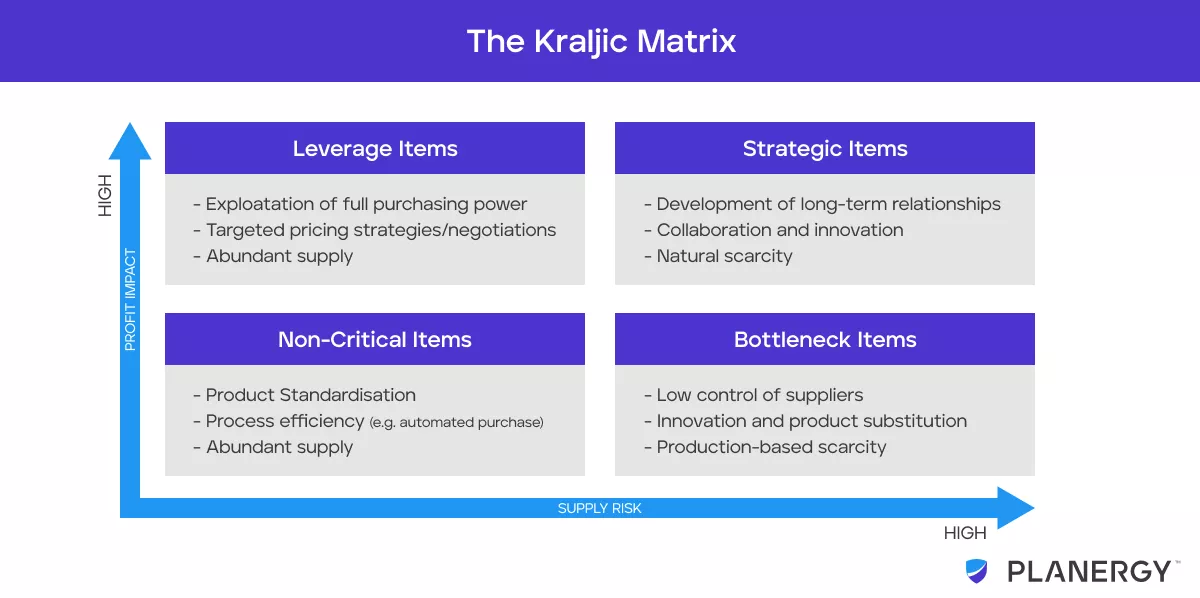 The Kraljic Matrix
HIGH
PROFIT IMPACT
Leverage Items
- Exploatation of full purchasing power
- Targeted pricing strategies/negotiations
- Abundant supply
Strategic Items
- Development of long-term relationships
- Collaboration and innovation
- Natural scarcity
Non-Critical Items
- Product Standardisation
- Process efficiency (e.g. automated purchase)
- Abundant supply
Bottleneck Items
- Low control of suppliers
- Innovation and product substitution
- Production-based scarcity
SUPPLY RISK
HIGH
PLANERGY™